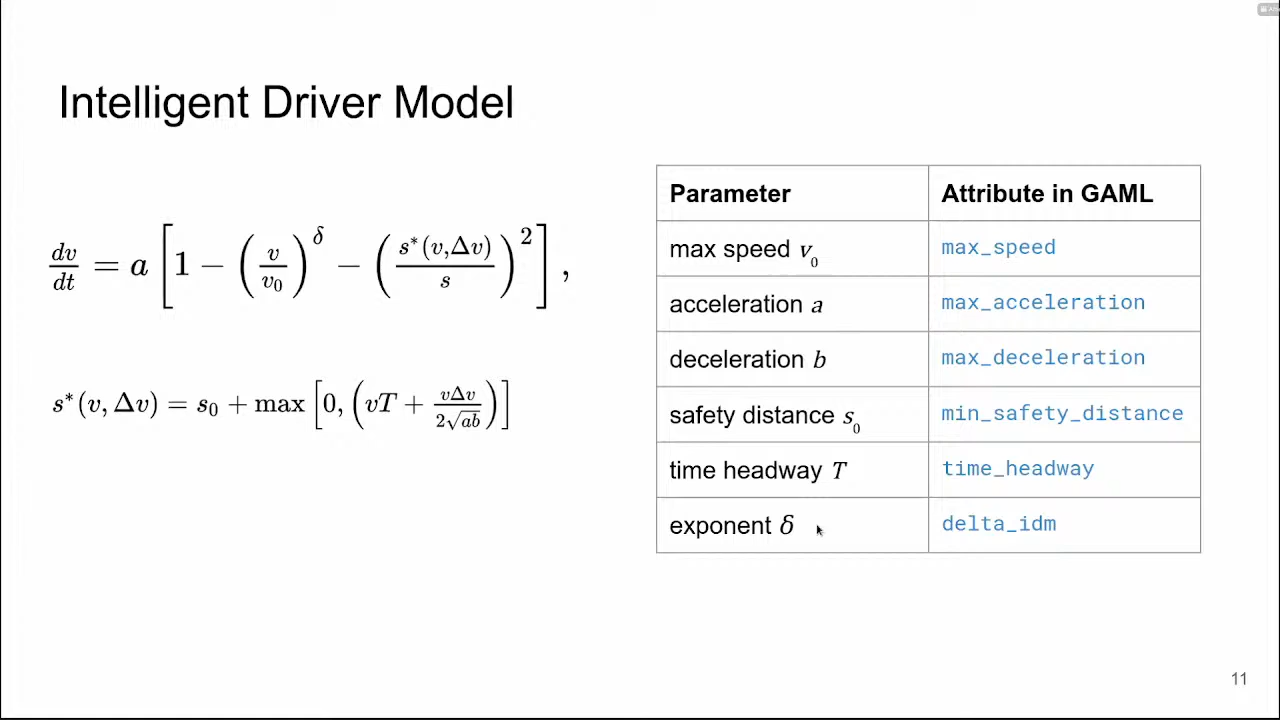 Intelligent Driver Model
dv/dt = a [ 1 − (v/v₀)^δ − (s*(v,Δv)/s)² ] ,
s*(v, Δv) = s₀ + max [ 0, ( vT + vΔv/2√ab ) ]
Parameter Attribute in GAML
max speed v₀ max_speed
acceleration a max_acceleration
deceleration b max_deceleration
safety distance s₀ min_safety_distance
time headway T time_headway
exponent δ delta_idm
11